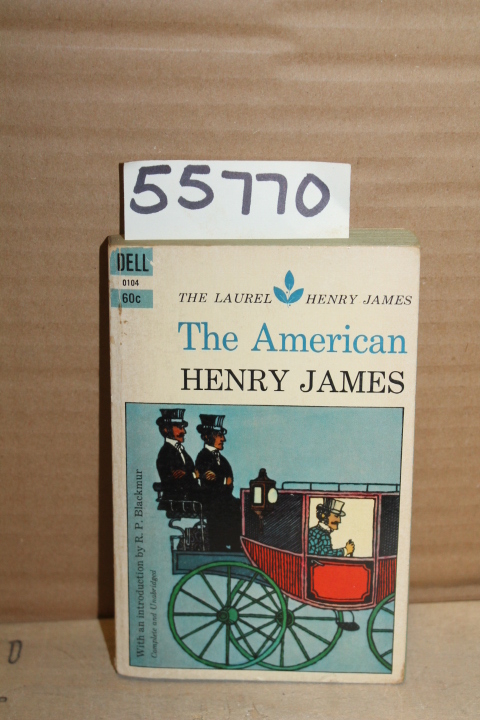 55770
DELL
0104
60c
THE LAUREL HENRY JAMES
The American
HENRY JAMES
With an introduction by R. P. Blackmur
Complete and Unabridged
D